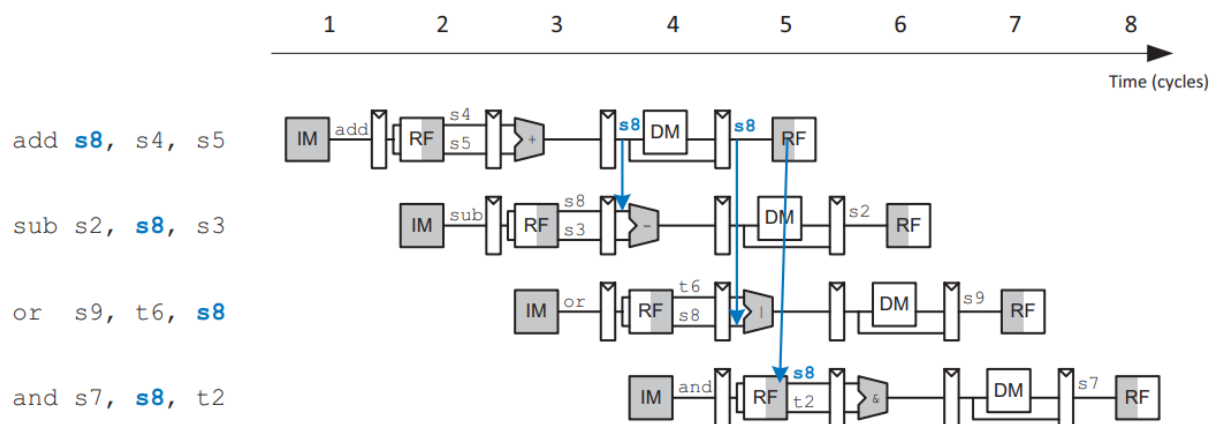 1 2 3 4 5 6 7 8
Time (cycles)
add s8, s4, s5
IM add RF s4 s5 + s8 DM s8 RF
sub s2, s8, s3
IM sub RF s8 s3 - DM s2 RF
or s9, t6, s8
IM or RF t6 s8 | DM s9 RF
and s7, s8, t2
IM and RF s8 t2 & DM s7 RF